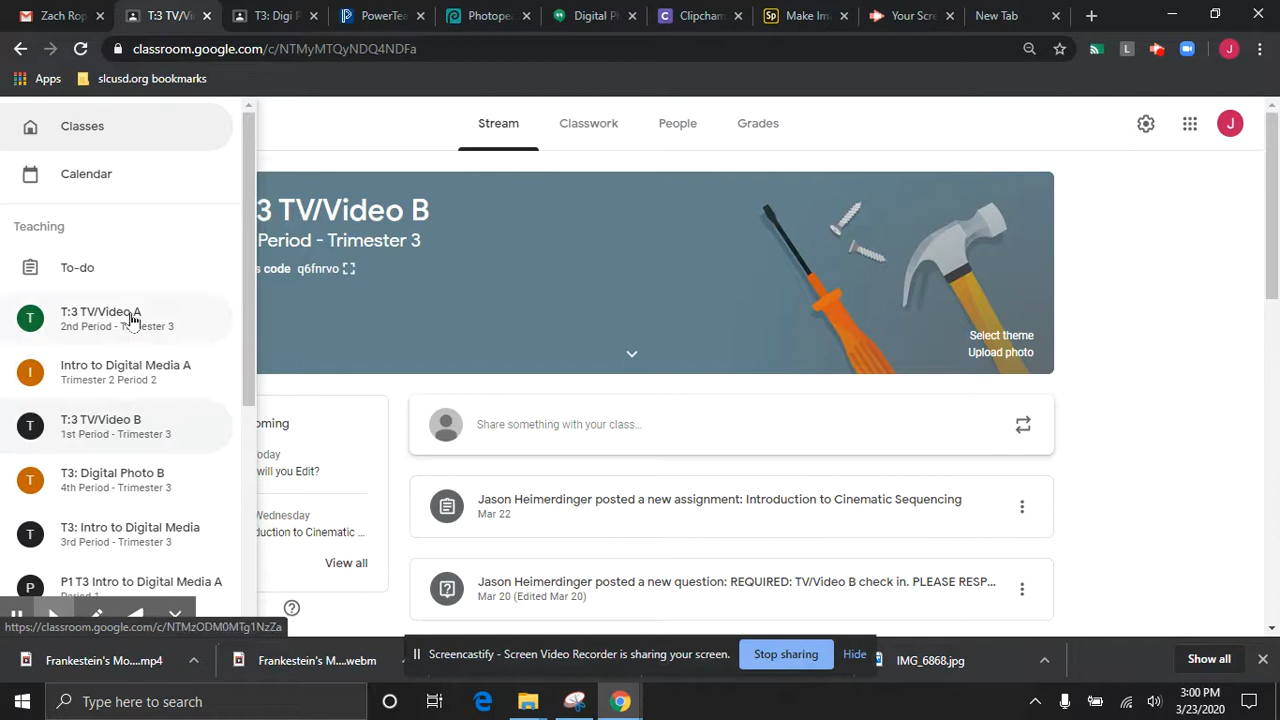 Zach Rop
T:3 TV/Vi
T3: Digi P
PowerTea
Photopea
Digital Ph
Clipcham
Make Im
Your Scre
New Tab
classroom.google.com/c/NTMyMTQyNDQ4NDFa
L
J
Apps
slcusd.org bookmarks
Classes
Stream
Classwork
People
Grades
J
Calendar
Teaching
To-do
T
T:3 TV/Video A
2nd Period - Trimester 3
I
Intro to Digital Media A
Trimester 2 Period 2
T
T:3 TV/Video B
1st Period - Trimester 3
T
T3: Digital Photo B
4th Period - Trimester 3
T
T3: Intro to Digital Media
3rd Period - Trimester 3
P
P1 T3 Intro to Digital Media A
Period 1
3 TV/Video B
Period - Trimester 3
s code q6fnrvo
Select theme
Upload photo
oming
oday
will you Edit?
Wednesday
duction to Cinematic ...
View all
Share something with your class...
Jason Heimerdinger posted a new assignment: Introduction to Cinematic Sequencing
Mar 22
Jason Heimerdinger posted a new question: REQUIRED: TV/Video B check in. PLEASE RESP...
Mar 20 (Edited Mar 20)
https://classroom.google.com/c/NTMzODM0MTg1NzZa
Screencastify - Screen Video Recorder is sharing your screen.
Stop sharing
Hide
Frankestein's Mo....mp4
Frankestein's M....webm
IMG_6868.jpg
Show all
Type here to search
3:00 PM
3/23/2020